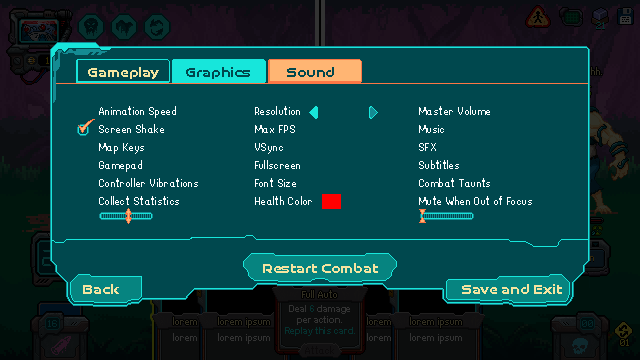 Gameplay
Graphics
Sound
Animation Speed
Screen Shake
Map Keys
Gamepad
Controller Vibrations
Collect Statistics
Resolution
Max FPS
VSync
Fullscreen
Font Size
Health Color
Master Volume
Music
SFX
Subtitles
Combat Taunts
Mute When Out of Focus
Restart Combat
Back
Save and Exit
Full Auto
Deal 6 damage
per action.
Replay this card.
16
lorem
lorem ipsum
lorem
lorem ipsum
lorem
lorem ipsum
lorem
lorem ipsum
00
01